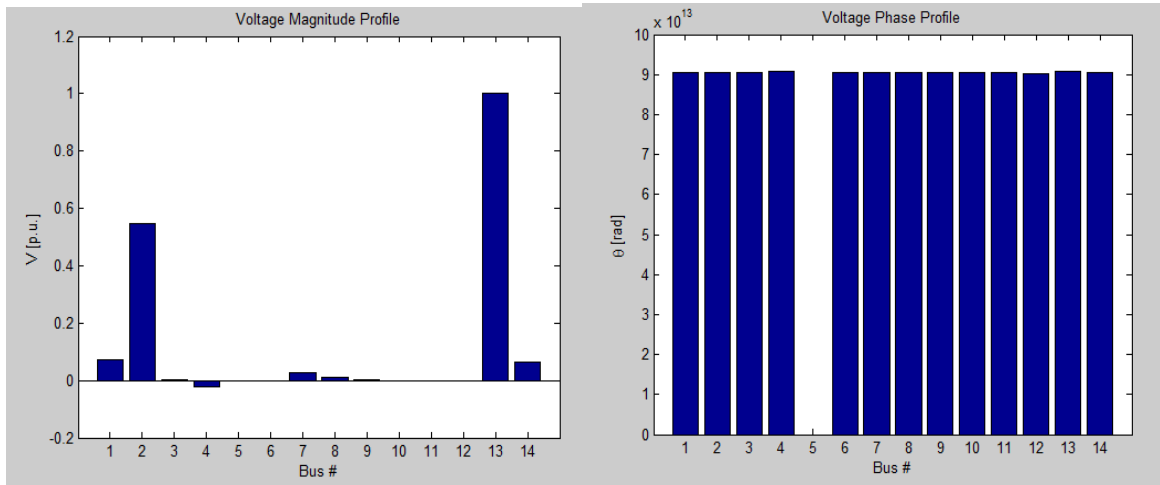 Voltage Magnitude Profile
1.2
1
0.8
0.6
0.4
0.2
0
-0.2
V [p.u.]
1 2 3 4 5 6 7 8 9 10 11 12 13 14
Bus #
Voltage Phase Profile
x 10^13
10
9
8
7
6
5
4
3
2
1
0
θ [rad]
1 2 3 4 5 6 7 8 9 10 11 12 13 14
Bus #